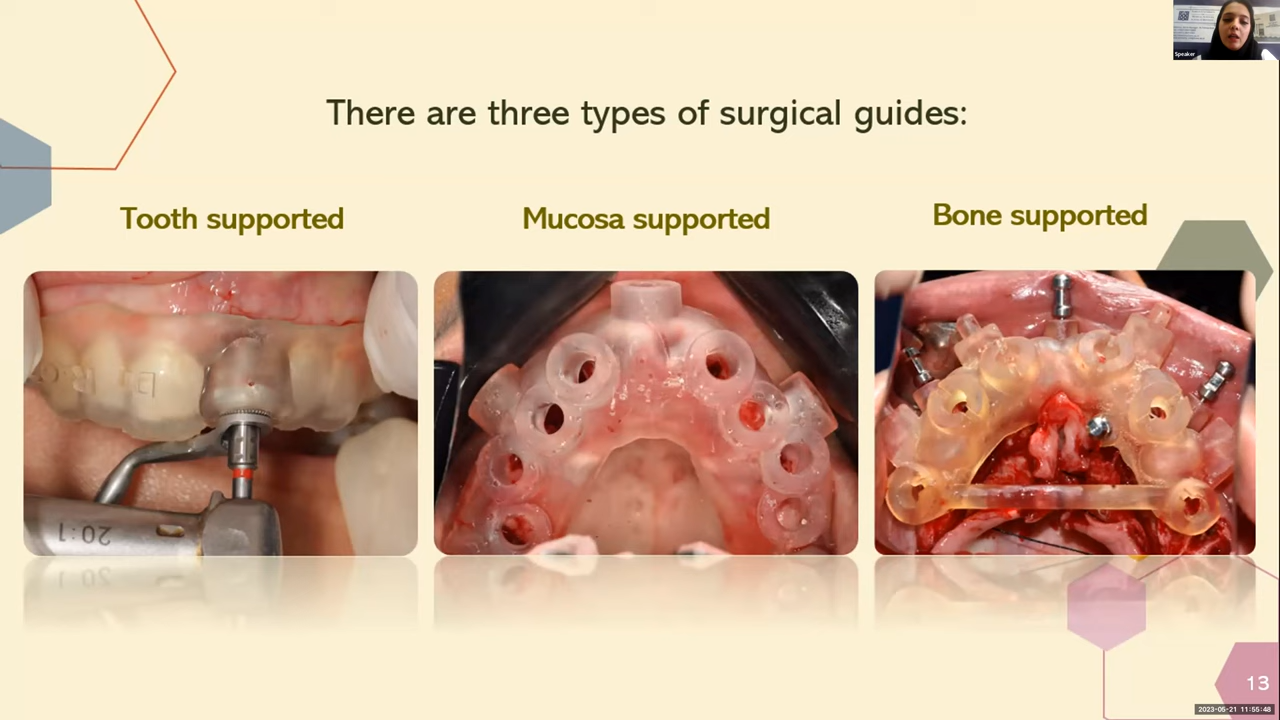 Speaker
There are three types of surgical guides:
Tooth supported
Mucosa supported
Bone supported
20:1
13
2023-05-21 11:55:48